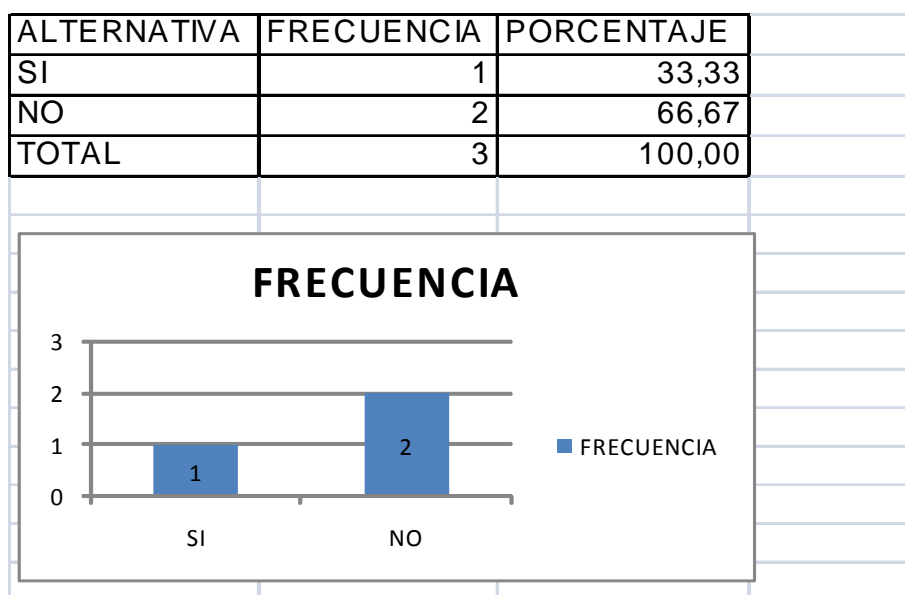 ALTERNATIVA FRECUENCIA PORCENTAJE
SI 1 33,33
NO 2 66,67
TOTAL 3 100,00
FRECUENCIA
3
2
1
0
1
2
SI NO
FRECUENCIA